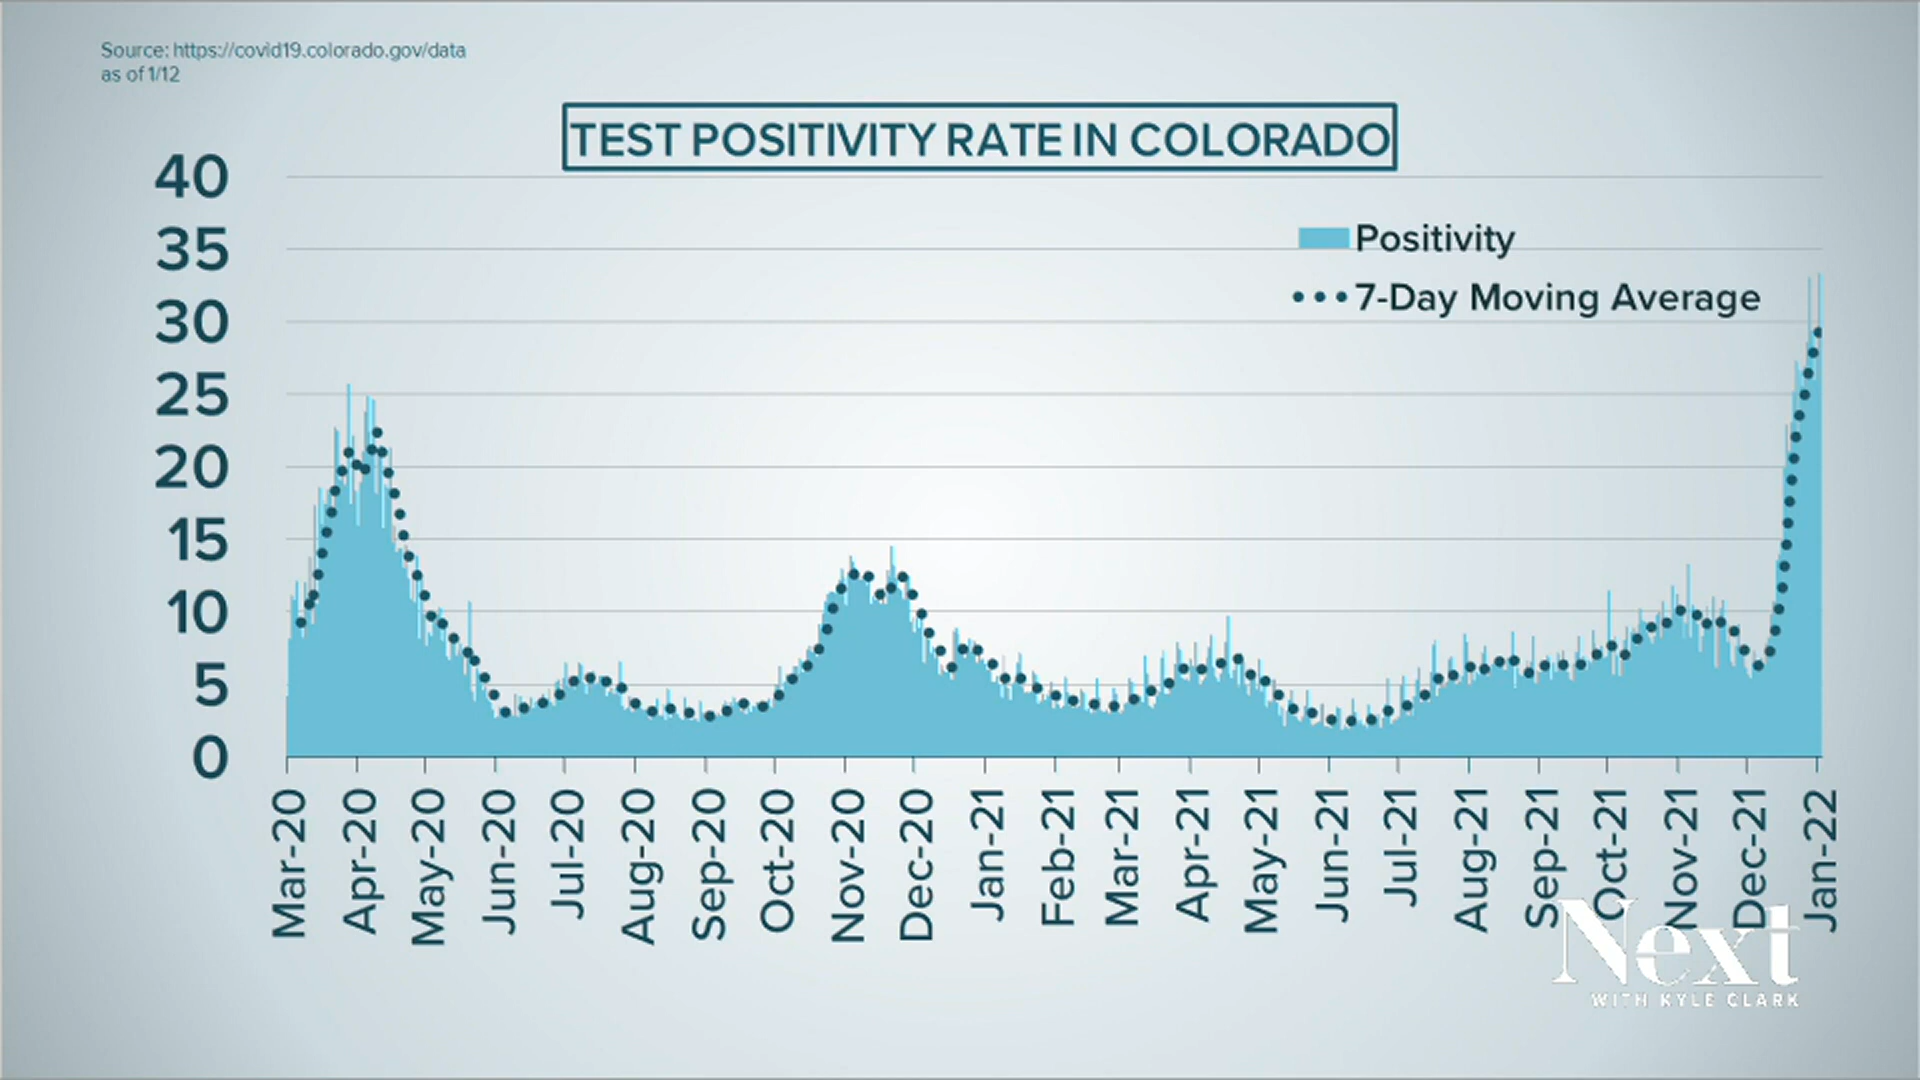 Source: https://covid19.colorado.gov/data
as of 1/12
TEST POSITIVITY RATE IN COLORADO
40
35
30
25
20
15
10
5
0
Positivity
7-Day Moving Average
Mar-20
Apr-20
May-20
Jun-20
Jul-20
Aug-20
Sep-20
Oct-20
Nov-20
Dec-20
Jan-21
Feb-21
Mar-21
Apr-21
May-21
Jun-21
Jul-21
Aug-21
Sep-21
Oct-21
Nov-21
Dec-21
Jan-22
Next
WITH KYLE CLARK